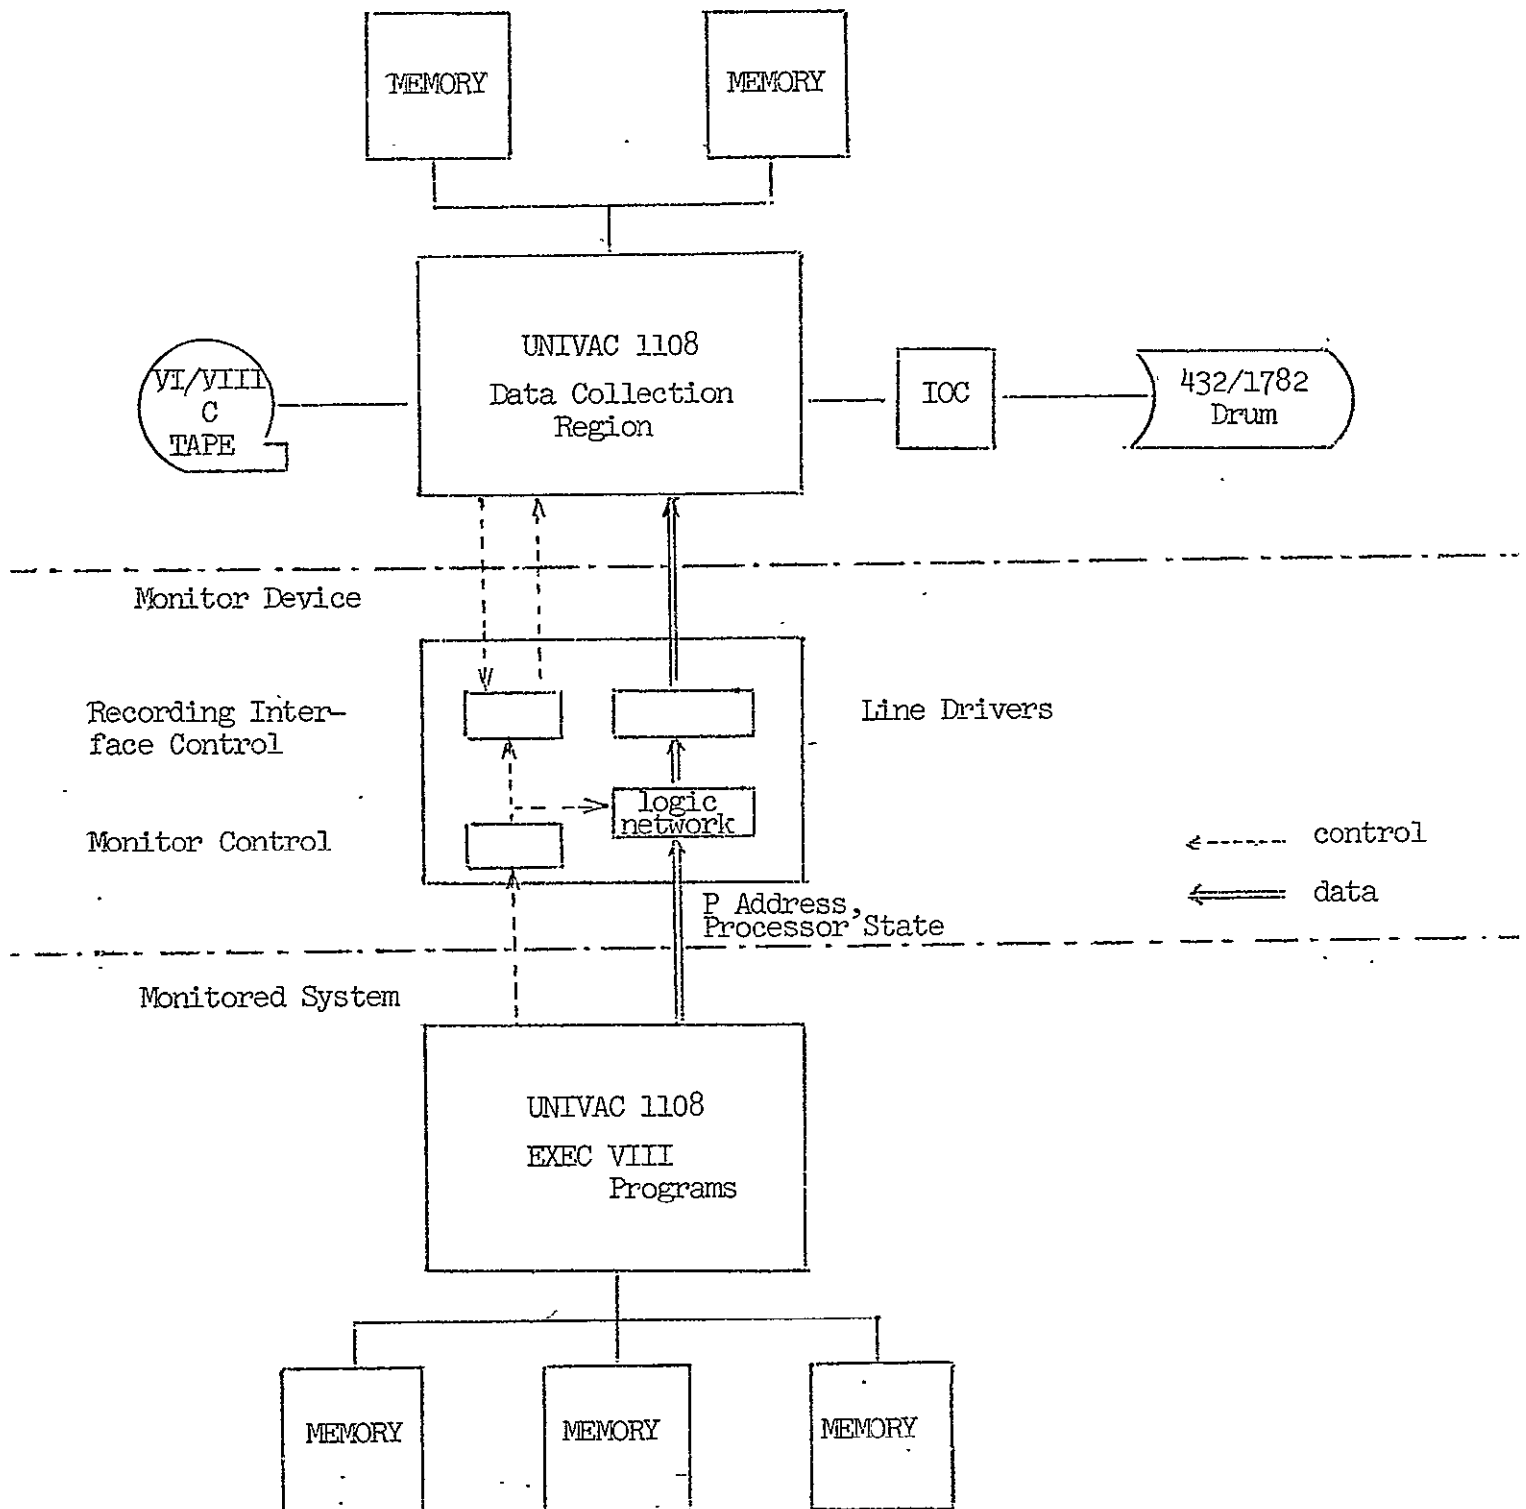 MEMORY
MEMORY
UNIVAC 1108
Data Collection
Region
VI/VIII
C
TAPE
IOC
432/1782
Drum
Monitor Device
Recording Inter-
face Control
Line Drivers
logic
network
Monitor Control
control
data
P Address,
Processor State
Monitored System
UNIVAC 1108
EXEC VIII
Programs
MEMORY
MEMORY
MEMORY